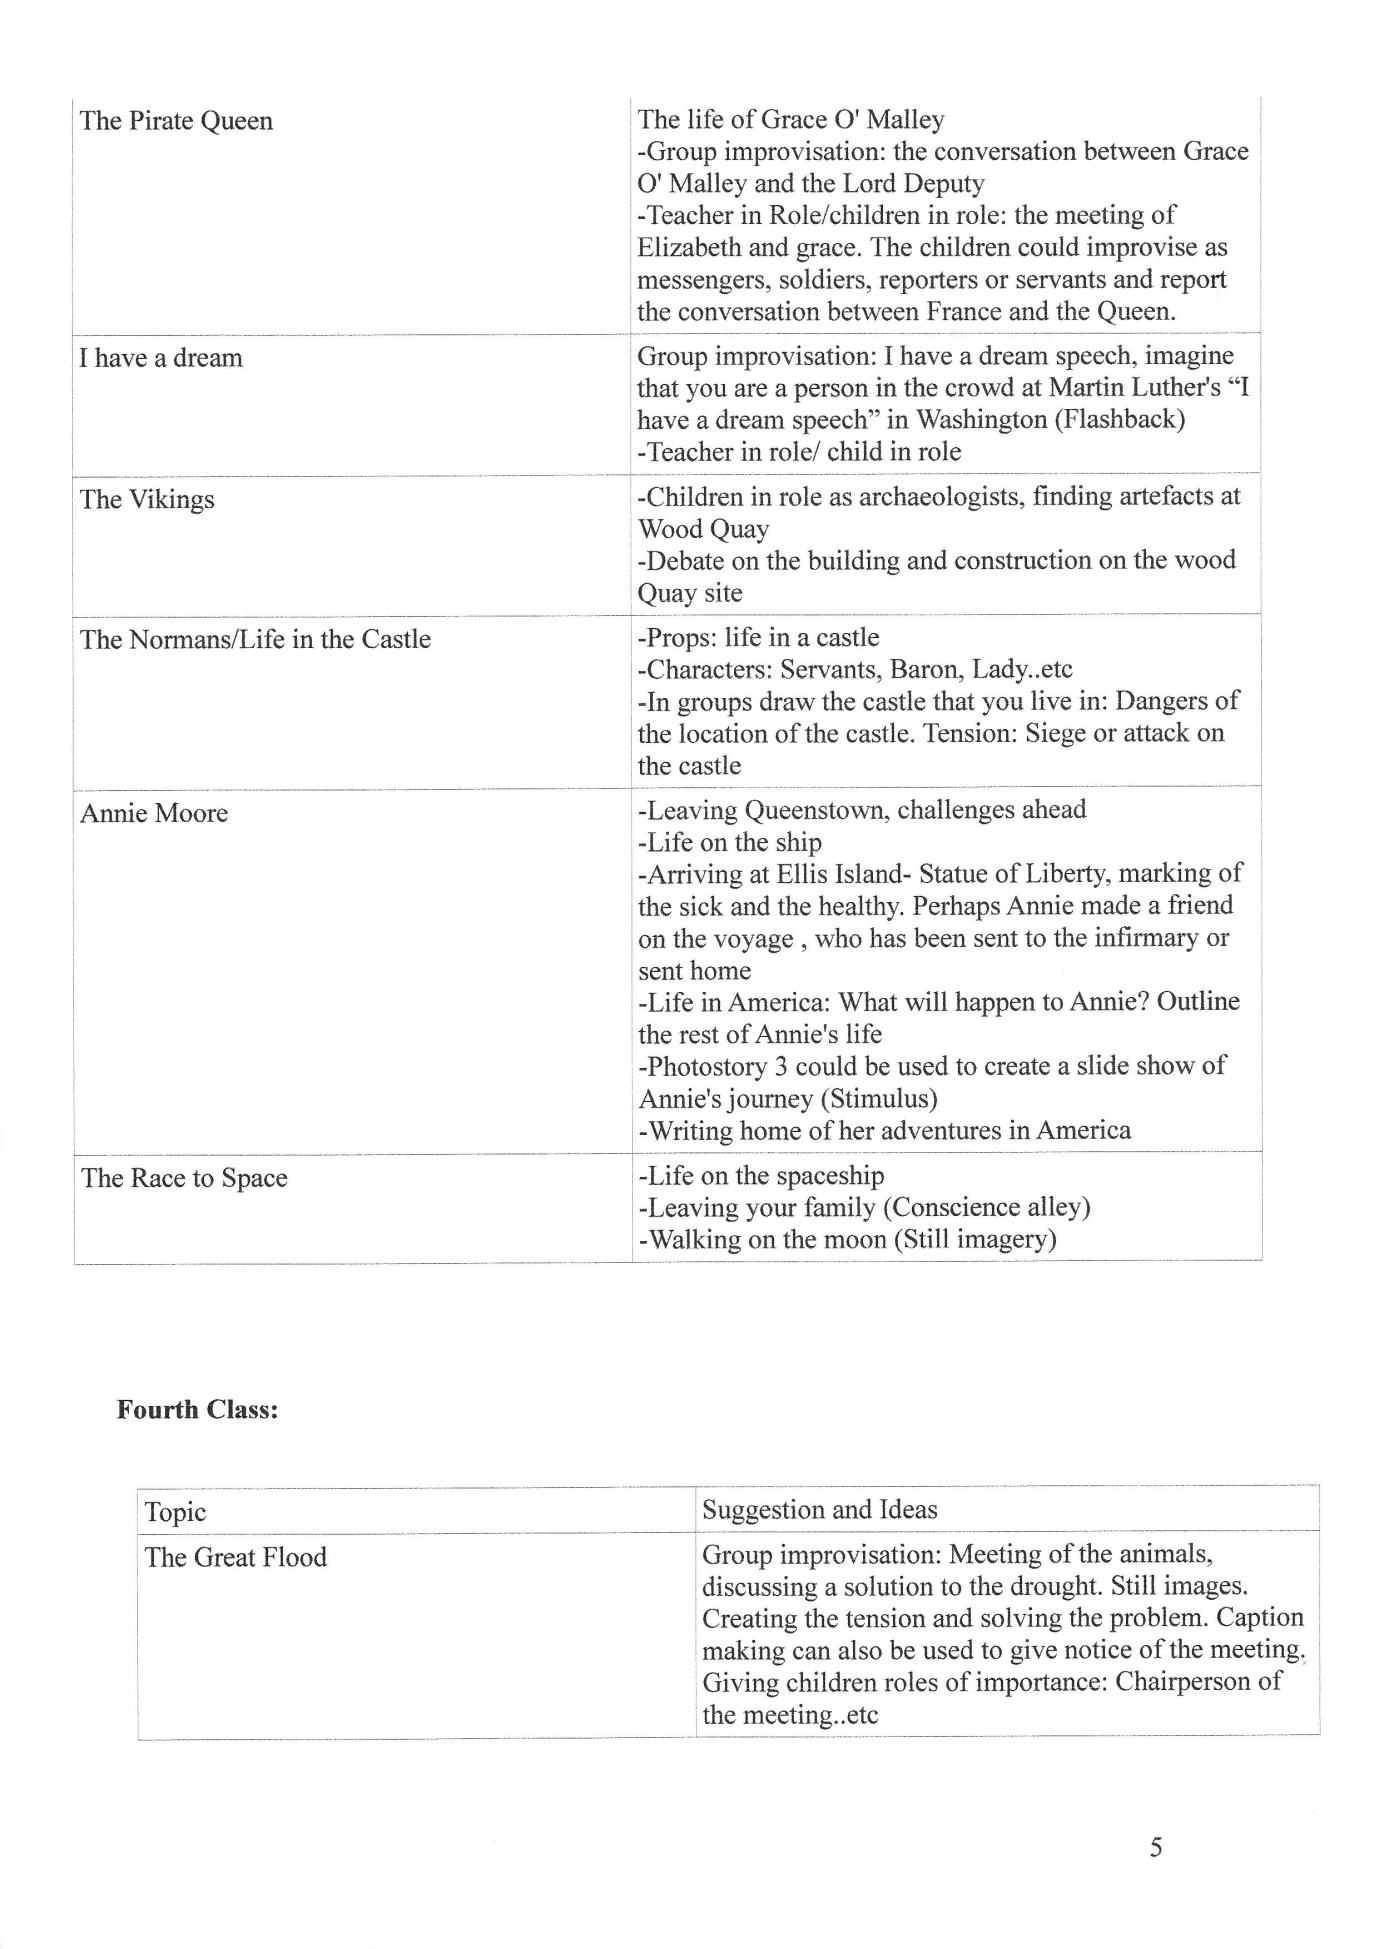 The Pirate Queen
The life of Grace O' Malley
-Group improvisation: the conversation between Grace
O' Malley and the Lord Deputy
-Teacher in Role/children in role: the meeting of
Elizabeth and grace. The children could improvise as
messengers, soldiers, reporters or servants and report
the conversation between France and the Queen.
I have a dream
Group improvisation: I have a dream speech, imagine
that you are a person in the crowd at Martin Luther's “I
have a dream speech” in Washington (Flashback)
-Teacher in role/ child in role
The Vikings
-Children in role as archaeologists, finding artefacts at
Wood Quay
-Debate on the building and construction on the wood
Quay site
The Normans/Life in the Castle
-Props: life in a castle
-Characters: Servants, Baron, Lady..etc
-In groups draw the castle that you live in: Dangers of
the location of the castle. Tension: Siege or attack on
the castle
Annie Moore
-Leaving Queenstown, challenges ahead
-Life on the ship
-Arriving at Ellis Island- Statue of Liberty, marking of
the sick and the healthy. Perhaps Annie made a friend
on the voyage , who has been sent to the infirmary or
sent home
-Life in America: What will happen to Annie? Outline
the rest of Annie's life
-Photostory 3 could be used to create a slide show of
Annie's journey (Stimulus)
-Writing home of her adventures in America
The Race to Space
-Life on the spaceship
-Leaving your family (Conscience alley)
-Walking on the moon (Still imagery)
Fourth Class:
Topic
Suggestion and Ideas
The Great Flood
Group improvisation: Meeting of the animals,
discussing a solution to the drought. Still images.
Creating the tension and solving the problem. Caption
making can also be used to give notice of the meeting.
Giving children roles of importance: Chairperson of
the meeting..etc
5